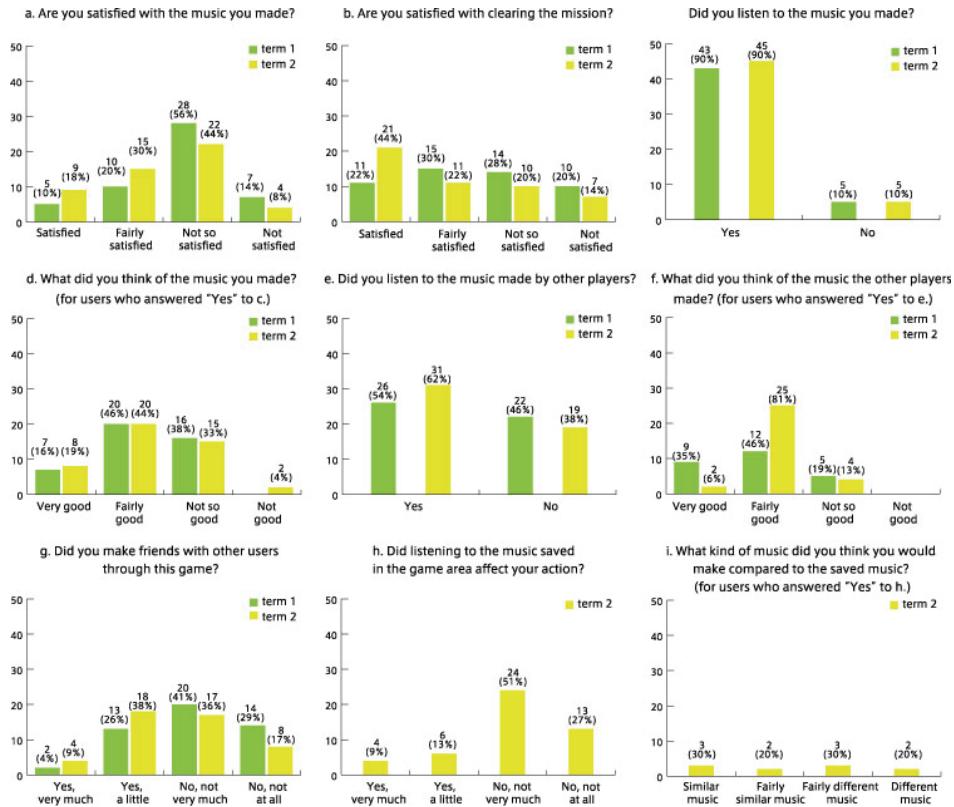 a. Are you satisfied with the music you made?
50
40
30
20
10
0
term 1
term 2
5
(10%)
9
(18%)
10
(20%)
15
(30%)
28
(56%)
22
(44%)
7
(14%)
4
(8%)
Satisfied
Fairly
satisfied
Not so
satisfied
Not
satisfied
b. Are you satisfied with clearing the mission?
50
40
30
20
10
0
term 1
term 2
11
(22%)
21
(44%)
15
(30%)
11
(22%)
14
(28%)
10
(20%)
10
(20%)
7
(14%)
Satisfied
Fairly
satisfied
Not so
satisfied
Not
satisfied
Did you listen to the music you made?
50
40
30
20
10
0
term 1
term 2
43
(90%)
45
(90%)
5
(10%)
5
(10%)
Yes
No
d. What did you think of the music you made?
(for users who answered "Yes" to c.)
50
40
30
20
10
0
term 1
term 2
7
(16%)
8
(19%)
20
(46%)
20
(44%)
16
(38%)
15
(33%)
2
(4%)
Very good
Fairly
good
Not so
good
Not
good
e. Did you listen to the music made by other players?
50
40
30
20
10
0
term 1
term 2
26
(54%)
31
(62%)
22
(46%)
19
(38%)
Yes
No
f. What did you think of the music the other players
made? (for users who answered "Yes" to e.)
50
40
30
20
10
0
term 1
term 2
9
(35%)
2
(6%)
12
(46%)
25
(81%)
5
(19%)
4
(13%)
Very good
Fairly
good
Not so
good
Not
good
g. Did you make friends with other users
through this game?
50
40
30
20
10
0
term 1
term 2
2
(4%)
4
(9%)
13
(26%)
18
(38%)
20
(41%)
17
(36%)
14
(29%)
8
(17%)
Yes,
very much
Yes,
a little
No, not
very much
No, not
at all
h. Did listening to the music saved
in the game area affect your action?
50
40
30
20
10
0
term 2
4
(9%)
6
(13%)
24
(51%)
13
(27%)
Yes,
very much
Yes,
a little
No, not
very much
No, not
at all
i. What kind of music did you think you would
make compared to the saved music?
(for users who answered "Yes" to h.)
50
40
30
20
10
0
term 2
3
(30%)
2
(20%)
3
(30%)
2
(20%)
Similar
music
Fairly
similar music
Fairly different
music
Different
music